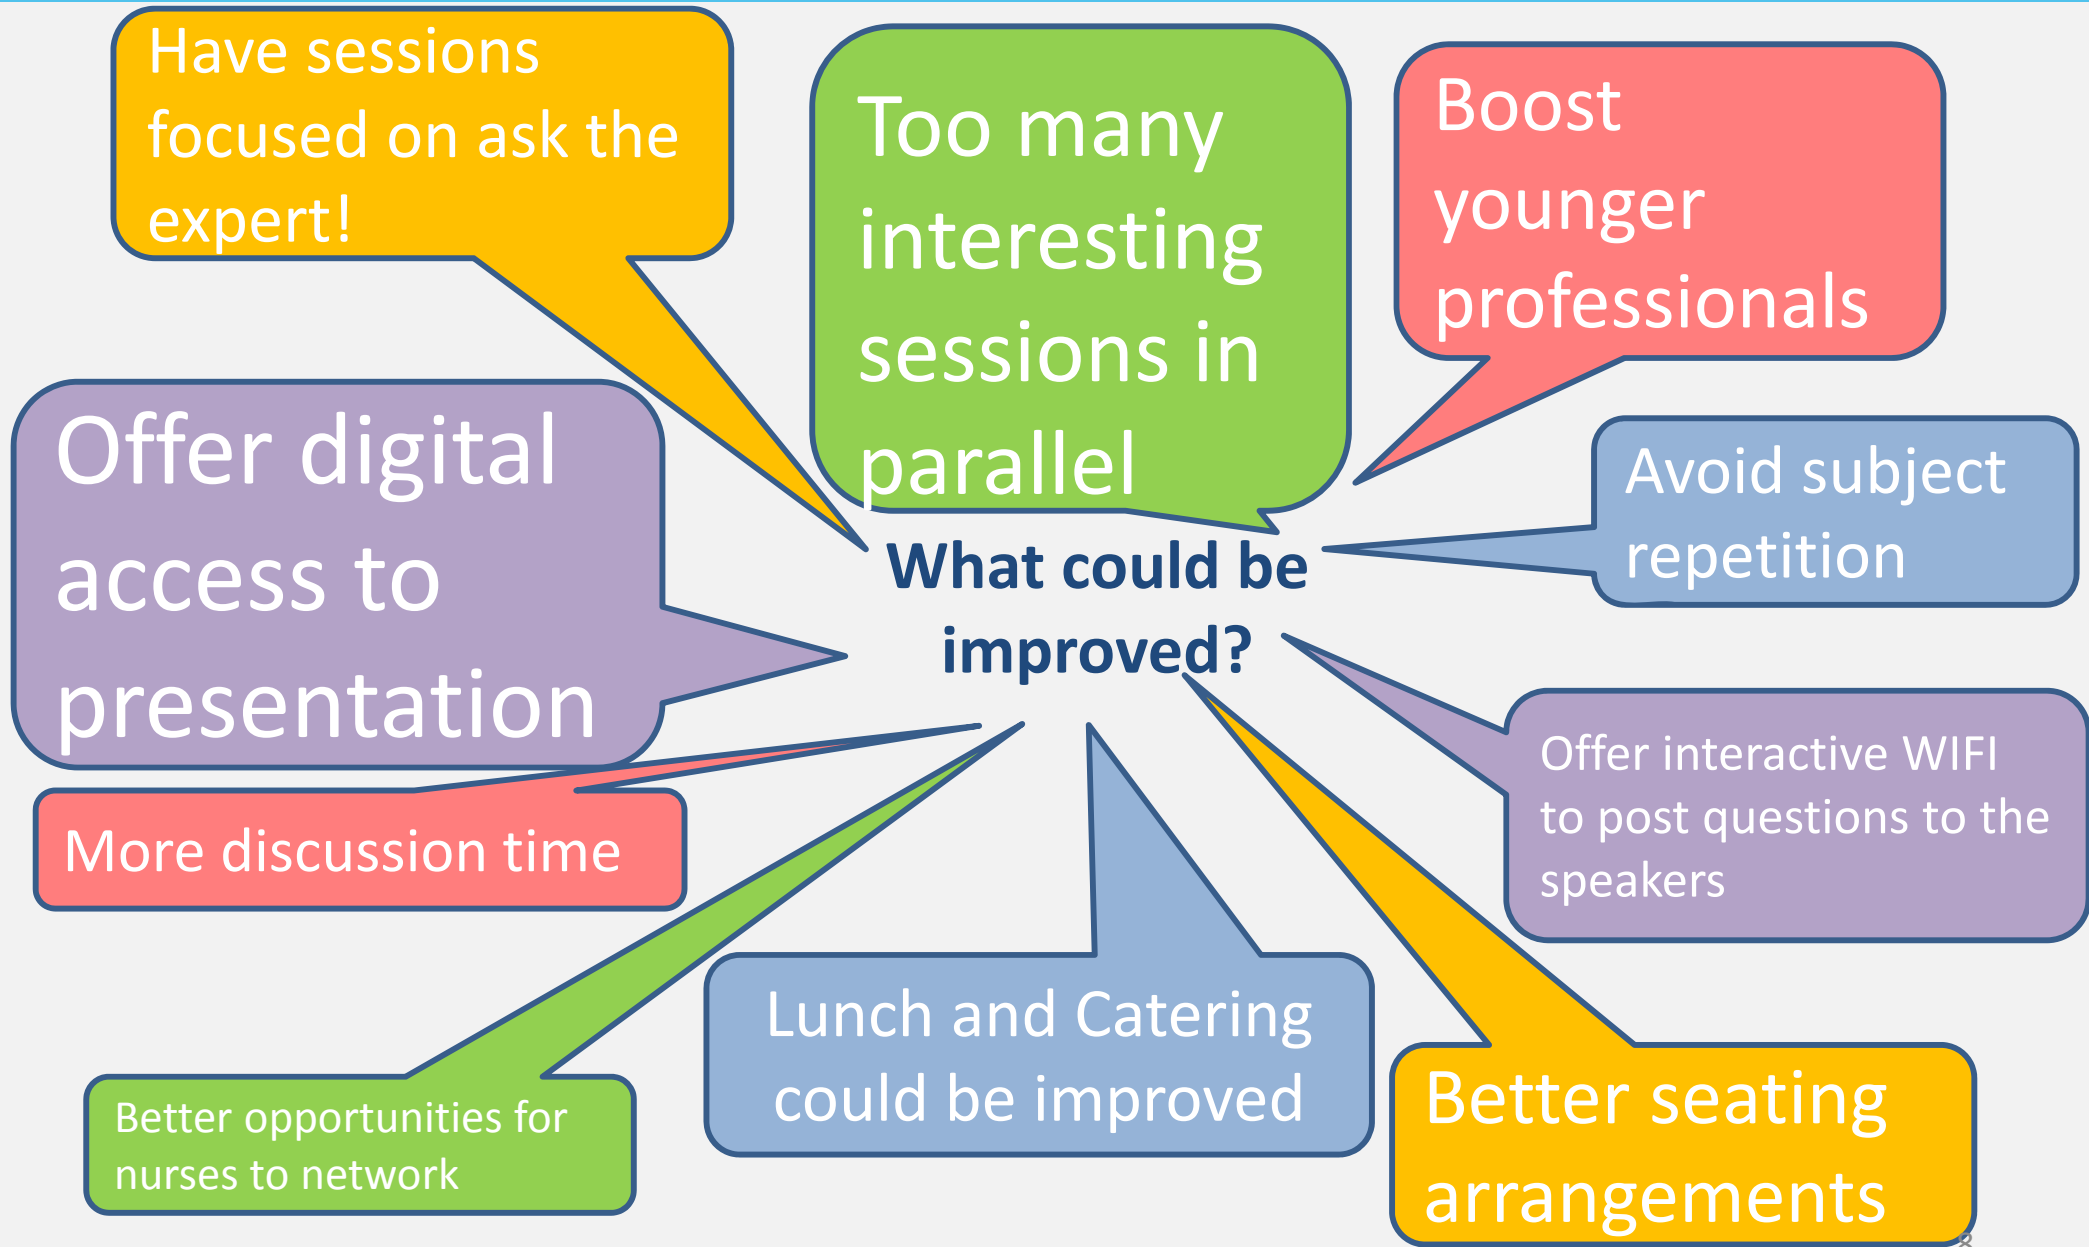 Have sessions
focused on ask the
expert!
Too many
interesting
sessions in
parallel
Boost
younger
professionals
Offer digital
access to
presentation
Avoid subject
repetition
What could be
improved?
Offer interactive WIFI
to post questions to the
speakers
More discussion time
Lunch and Catering
could be improved
Better opportunities for
nurses to network
Better seating
arrangements
8